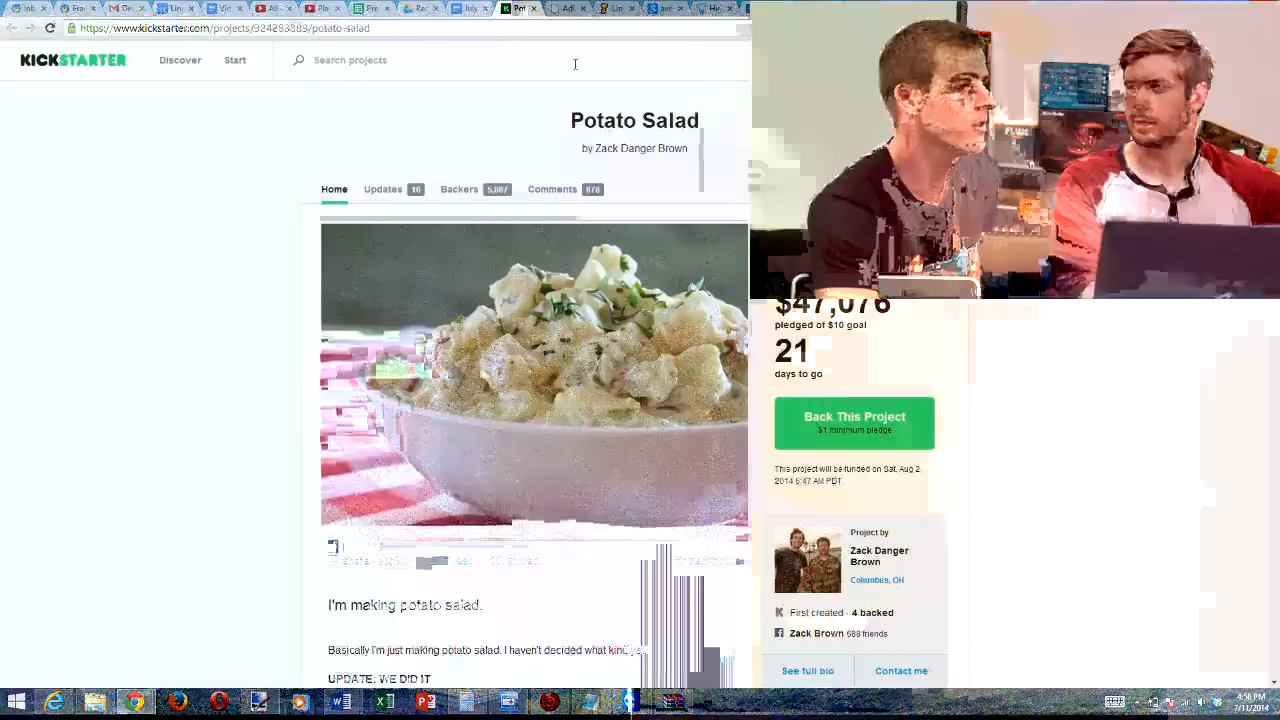 https://www.kickstarter.com/projects/324283889/potato-salad
KICKSTARTER
Discover
Start
Search projects
Potato Salad
by Zack Danger Brown
Home
Updates 16
Backers 5,807
Comments 878
$47,076
pledged of $10 goal
21
days to go
Back This Project
$1 minimum pledge
This project will be funded on Sat, Aug 2
2014 6:47 AM PDT.
Project by
Zack Danger
Brown
Columbus, OH
First created · 4 backed
Zack Brown 688 friends
See full bio
Contact me
I'm making potato salad.
Basically I'm just making potato salad. I haven't decided what kind
UPDATE: WE DID IT
4:56 PM
7/11/2014